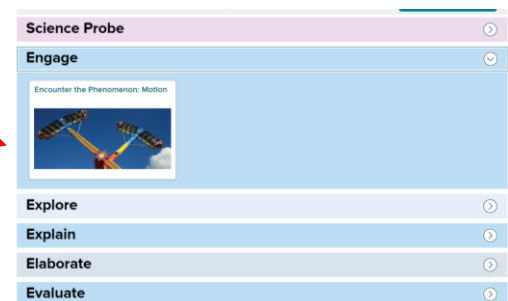 Science Probe
Engage
Encounter the Phenomenon: Motion
Explore
Explain
Elaborate
Evaluate